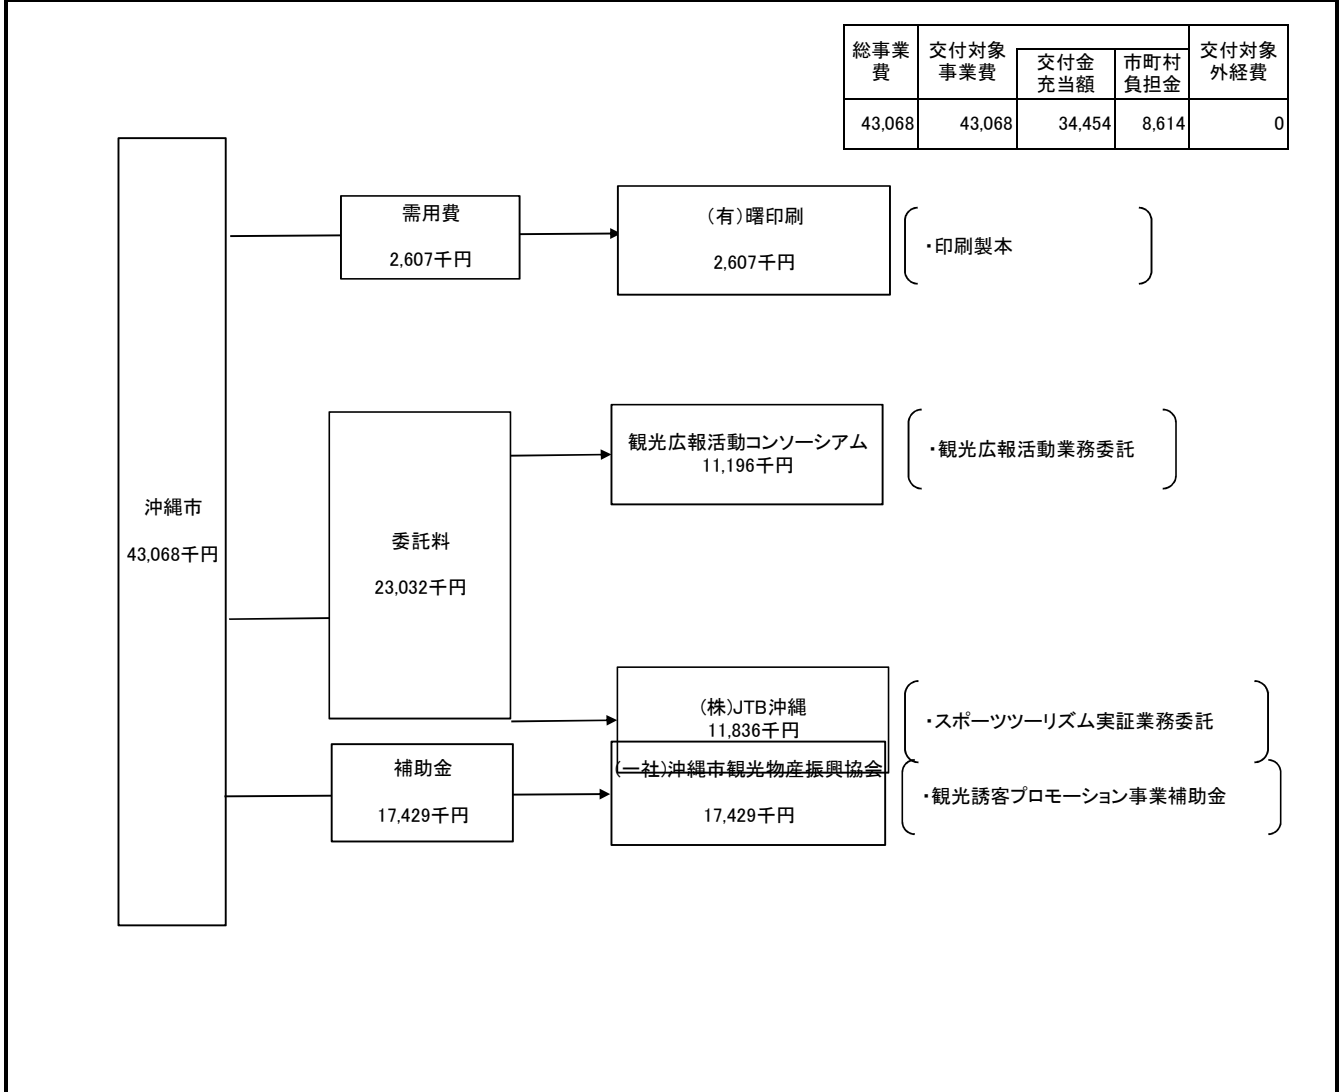 総事業費
交付対象事業費
交付金充当額
市町村負担金
交付対象外経費
43,068
43,068
34,454
8,614
0
需用費
2,607千円
（有）曙印刷
2,607千円
・印刷製本
沖縄市
43,068千円
委託料
23,032千円
観光広報活動コンソーシアム
11,196千円
・観光広報活動業務委託
(株)JTB沖縄
11,836千円
・スポーツツーリズム実証業務委託
補助金
17,429千円
(一社)沖縄市観光物産振興協会
17,429千円
・観光誘客プロモーション事業補助金